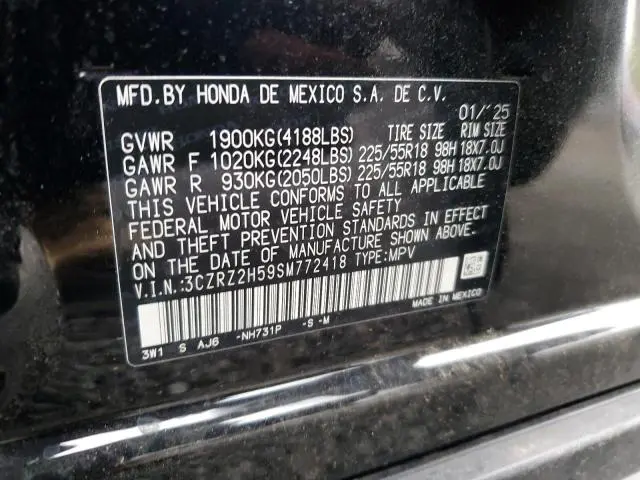 MFD.BY HONDA DE MEXICO S.A. DE C.V.
01/'25
GVWR 1900KG(4188LBS) TIRE SIZE RIM SIZE
GAWR F 1020KG(2248LBS) 225/55R18 98H 18X7.0J
GAWR R 930KG(2050LBS) 225/55R18 98H 18X7.0J
THIS VEHICLE CONFORMS TO ALL APPLICABLE
FEDERAL MOTOR VEHICLE SAFETY
AND THEFT PREVENTION STANDARDS IN EFFECT
ON THE DATE OF MANUFACTURE SHOWN ABOVE.
V.I.N.:3CZRZ2H59SM772418 TYPE:MPV
MADE IN MEXICO
3W1 S AJ6 -NH731P -S-M